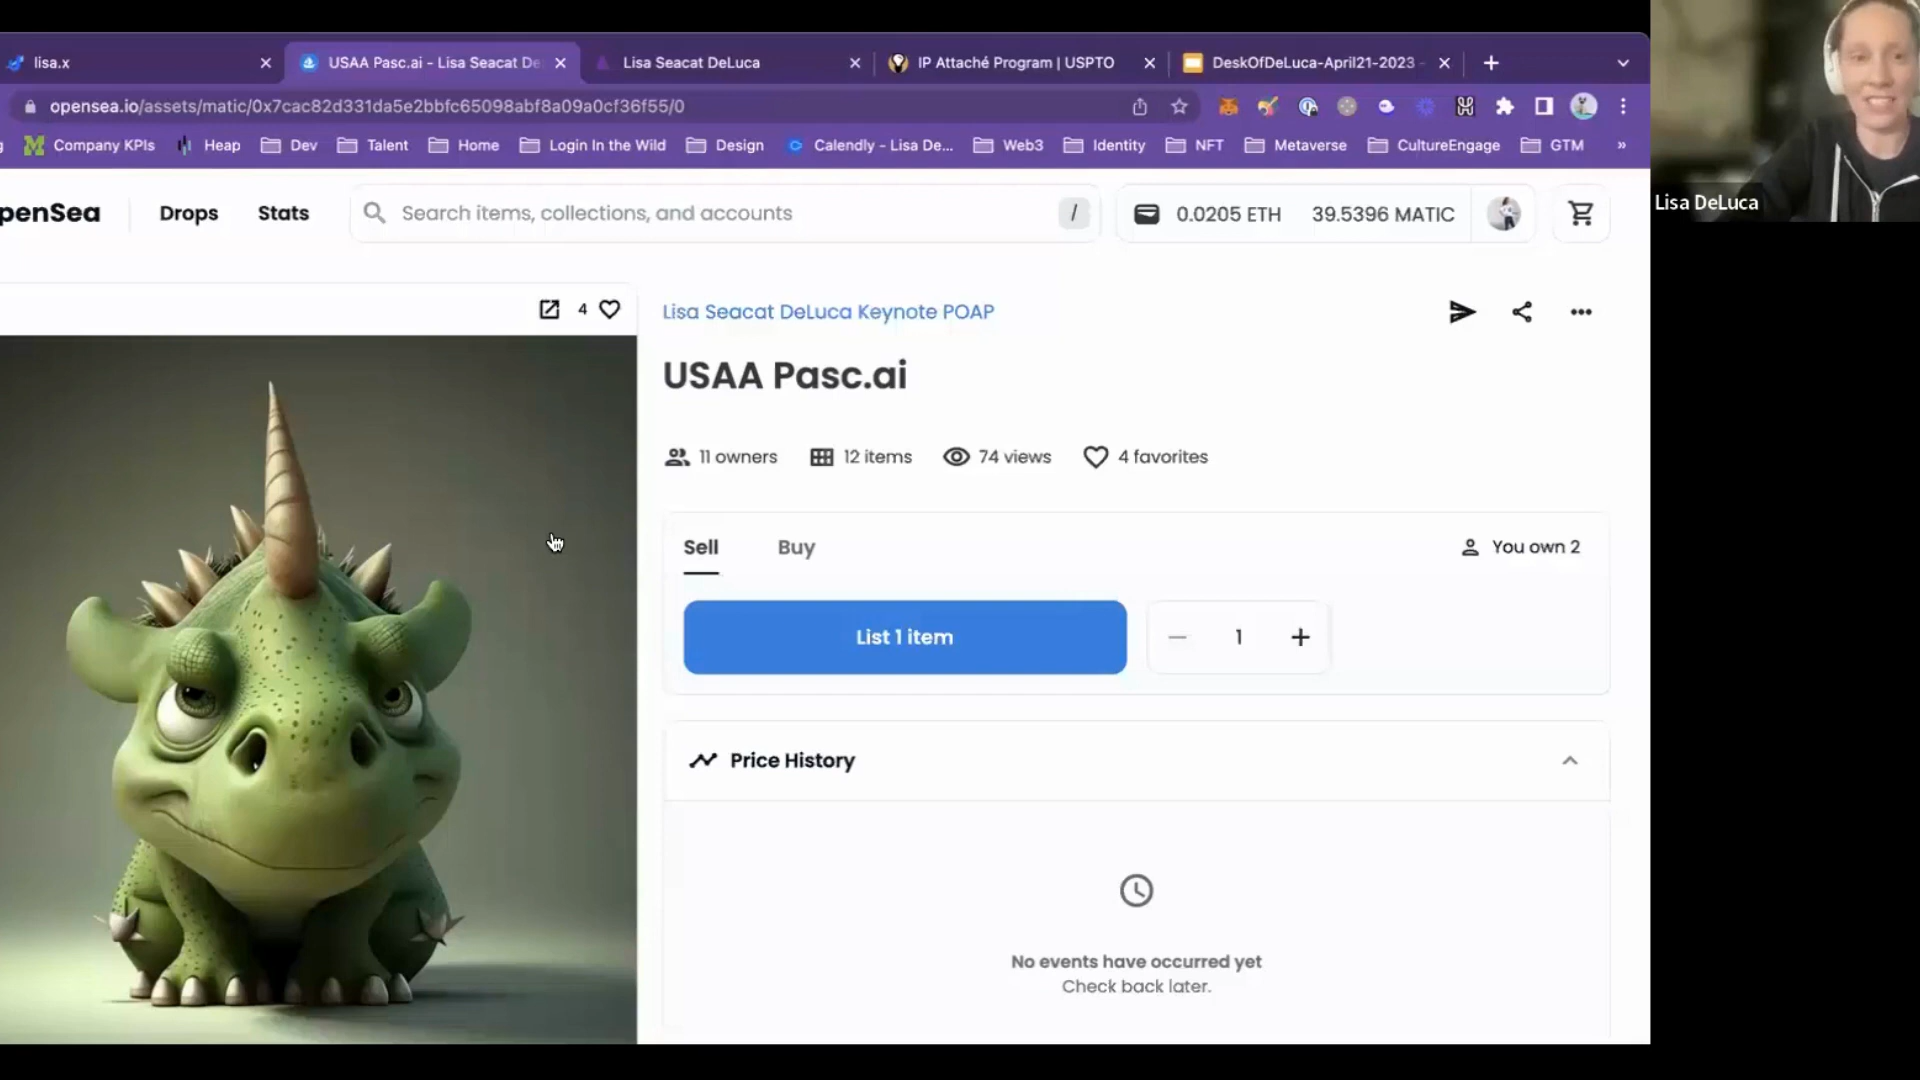 lisa.x
USAA Pasc.ai - Lisa Seacat De
Lisa Seacat DeLuca
IP Attaché Program | USPTO
DeskOfDeLuca-April21-2023 -
opensea.io/assets/matic/0x7cac82d331da5e2bbfc65098abf8a09a0cf36f55/0
Company KPIs
Heap
Dev
Talent
Home
Login In the Wild
Design
Calendly - Lisa De...
Web3
Identity
NFT
Metaverse
CultureEngage
GTM
»
Lisa DeLuca
penSea
Drops
Stats
Search items, collections, and accounts
/
0.0205 ETH
39.5396 MATIC
4
Lisa Seacat DeLuca Keynote POAP
USAA Pasc.ai
11 owners
12 items
74 views
4 favorites
Sell
Buy
You own 2
List 1 item
1
Price History
No events have occurred yet
Check back later.